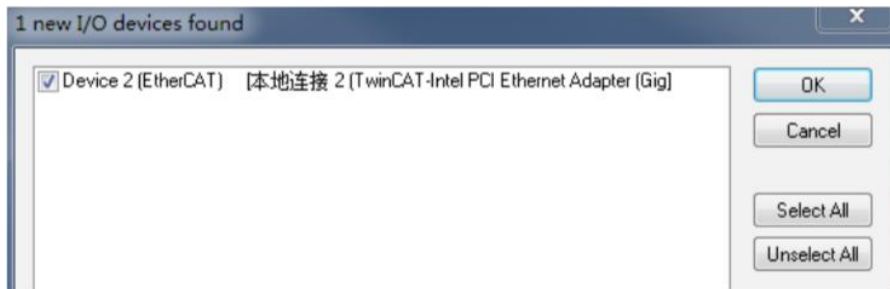 1 new I/O devices found
Device 2 (EtherCAT) [本地连接 2 (TwinCAT-Intel PCI Ethernet Adapter (Gig]
OK
Cancel
Select All
Unselect All